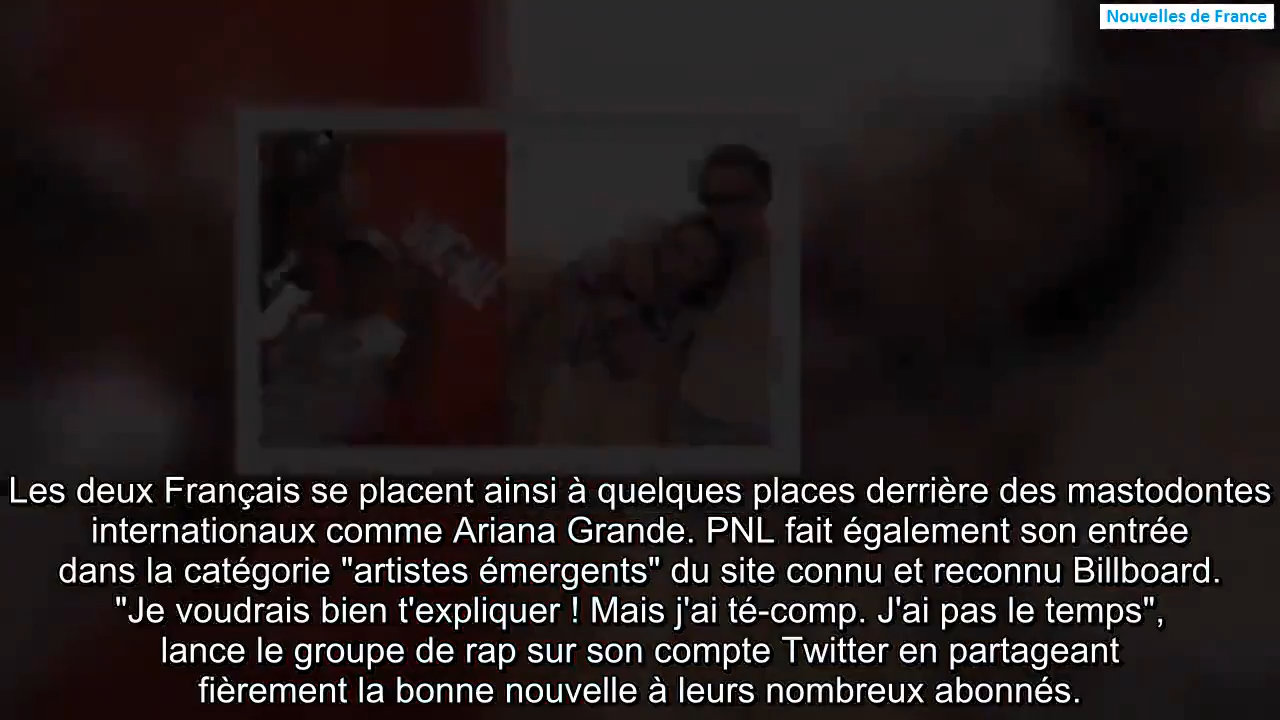 Nouvelles de France
Les deux Français se placent ainsi à quelques places derrière des mastodontes
internationaux comme Ariana Grande. PNL fait également son entrée
dans la catégorie "artistes émergents" du site connu et reconnu Billboard.
"Je voudrais bien t'expliquer ! Mais j'ai té-comp. J'ai pas le temps",
lance le groupe de rap sur son compte Twitter en partageant
fièrement la bonne nouvelle à leurs nombreux abonnés.